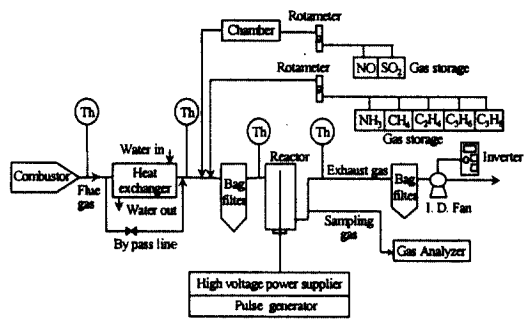 Rotameter
Chamber
NO SO2 Gas storage
Rotameter
NH3 CH4 C2H4 C3H6 C3H8
Gas storage
Th
Th
Th
Th
Water in
Reactor
Inverter
Combustor
Flue gas
Heat exchanger
Water out
By pass line
Bag filter
Exhaust gas
Bag filter
I. D. Fan
Sampling gas
Gas Analyzer
High voltage power supplier
Pulse generator